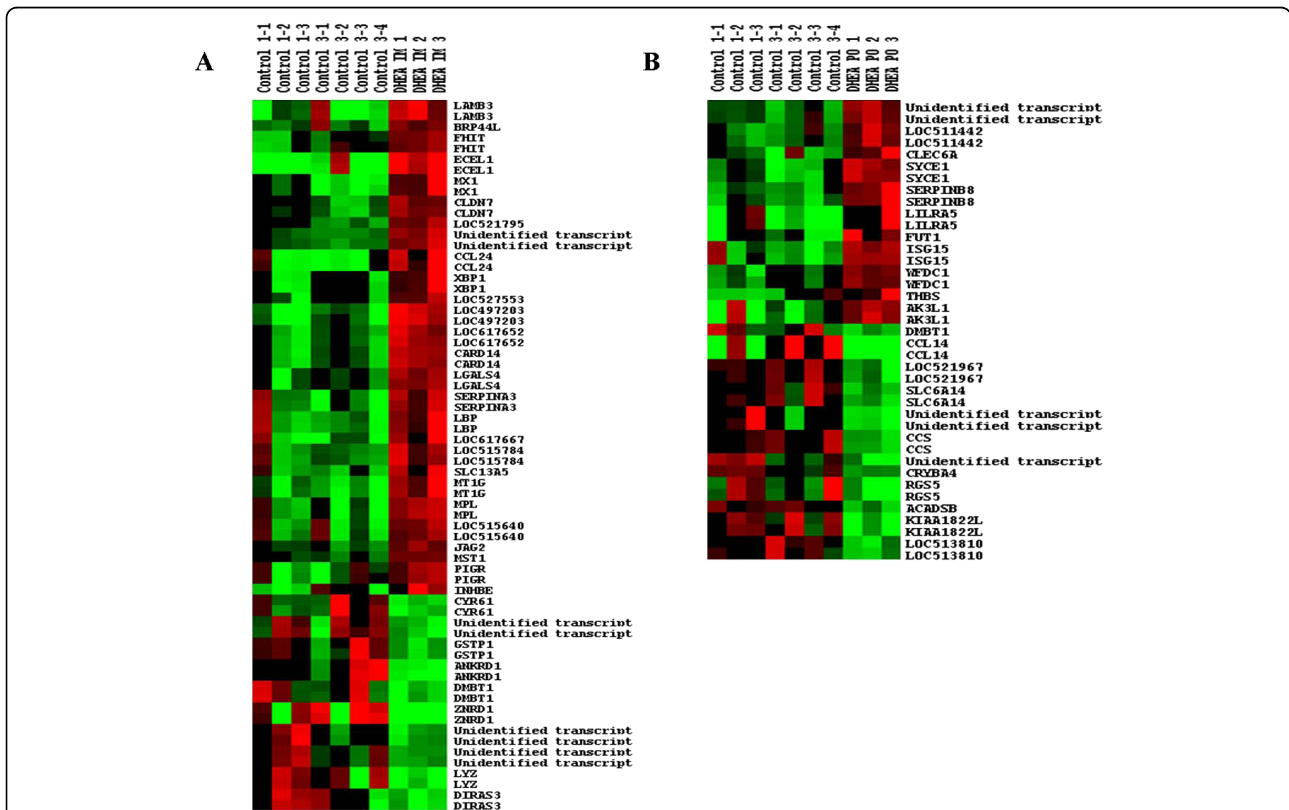 A
Control 1-1
Control 1-2
Control 1-3
Control 3-1
Control 3-2
Control 3-3
Control 3-4
DHEA IM 1
DHEA IM 2
DHEA IM 3
LAMB3
LAMB3
BRP44L
FHIT
FHIT
ECEL1
ECEL1
MX1
MX1
CLDN7
CLDN7
LOC521795
Unidentified transcript
Unidentified transcript
CCL24
CCL24
XBP1
XBP1
LOC527553
LOC497203
LOC497203
LOC617652
LOC617652
CARD14
CARD14
LGALS4
LGALS4
SERPINA3
SERPINA3
LBP
LBP
LOC617667
LOC515784
LOC515784
SLC13A5
MT1G
MT1G
MPL
MPL
LOC515640
LOC515640
JAG2
MST1
PIGR
PIGR
INHBE
CYR61
CYR61
Unidentified transcript
Unidentified transcript
GSTP1
GSTP1
ANKRD1
ANKRD1
DMBT1
DMBT1
ZNRD1
ZNRD1
Unidentified transcript
Unidentified transcript
Unidentified transcript
Unidentified transcript
LYZ
LYZ
DIRAS3
DIRAS3
B
Control 1-1
Control 1-2
Control 1-3
Control 3-1
Control 3-2
Control 3-3
Control 3-4
DHEA PO 1
DHEA PO 2
DHEA PO 3
Unidentified transcript
Unidentified transcript
LOC511442
LOC511442
CLEC6A
SYCE1
SYCE1
SERPINB8
SERPINB8
LILRA5
LILRA5
FUT1
ISG15
ISG15
WFDC1
WFDC1
THBS
AK3L1
AK3L1
DMBT1
CCL14
CCL14
LOC521967
LOC521967
SLC6A14
SLC6A14
Unidentified transcript
Unidentified transcript
CCS
CCS
Unidentified transcript
CRYBA4
RGS5
RGS5
ACADSB
KIAA1822L
KIAA1822L
LOC513810
LOC513810